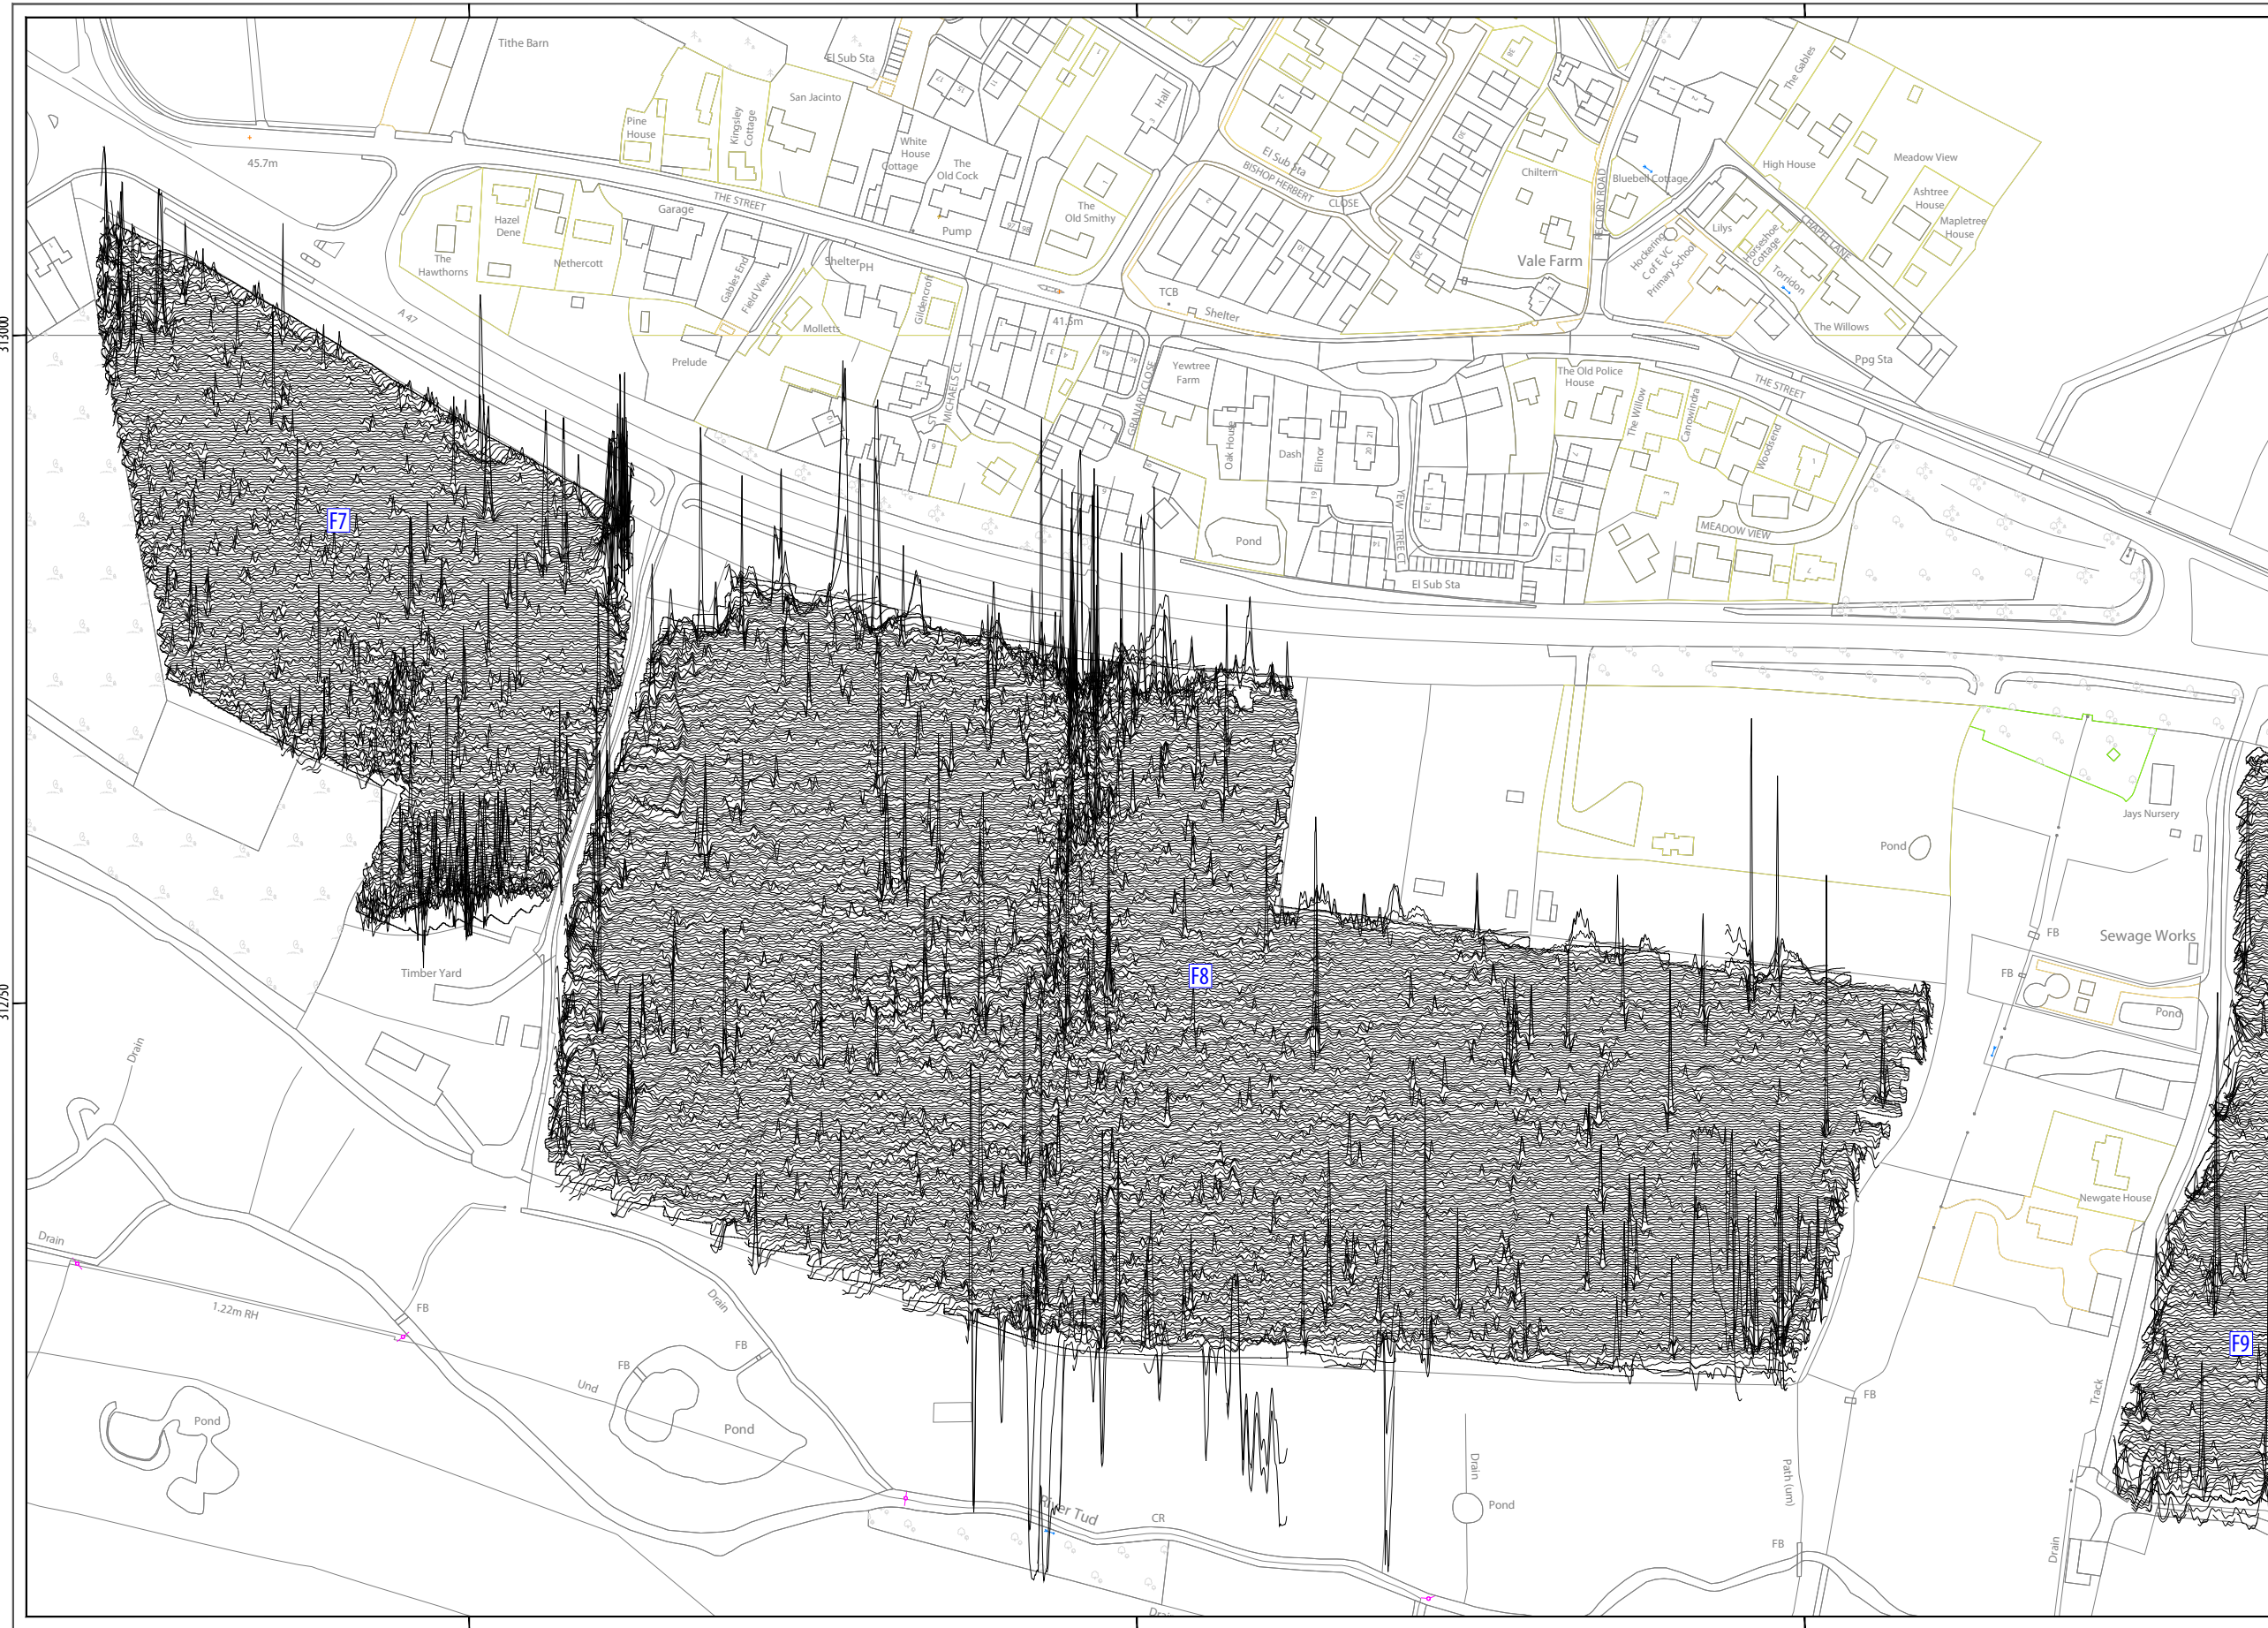 Tithe Barn
El Sub Sta
San Jacinto
45.7m
Pine
House
Kingsley
Cottage
White
House
Cottage
The
Old Cock
Pump
Hall
The
Old Smithy
El Sub Sta
BISHOP HERBERT
CLOSE
Chiltern
Vale Farm
RECTORY ROAD
Bluebell Cottage
The Gables
High House
Meadow View
Ashtree
House
Mapletree
House
CHAPEL LANE
Lilys
Horseshoe
Cottage
Torridon
Hockering
C of E VC
Primary School
The Willows
Ppg Sta
THE STREET
Garage
Hazel
Dene
Nethercott
The
Hawthorns
Gables End
Field View
Shelter
PH
Molletts
Gildencroft
Prelude
A 47
313000
TCB
Shelter
41.5m
ST MICHAELS CL
GRANARY CLOSE
Yewtree
Farm
Oak House
Dash
Elinor
YEW TREE CT
El Sub Sta
Pond
The Old Police
House
The Willow
Canowindra
Woodsend
THE STREET
MEADOW VIEW
F7
F8
F9
312750
Timber Yard
Drain
Drain
1.22m RH
FB
Drain
FB
FB
Und
Pond
Pond
River Tud
CR
Drain
Drain
Pond
Path (um)
FB
FB
Track
Drain
Pond
Jays Nursery
FB
Sewage Works
FB
Pond
Newgate House